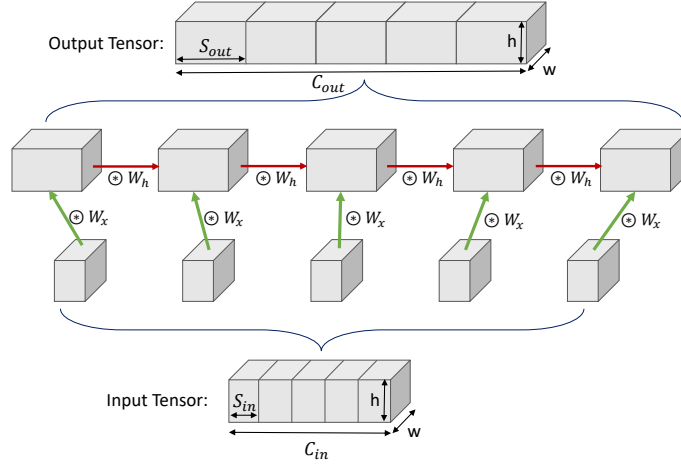 Output Tensor:
S_out
h
w
C_out
⊛ W_h ⊛ W_h ⊛ W_h ⊛ W_h
⊛ W_x ⊛ W_x ⊛ W_x ⊛ W_x ⊛ W_x
Input Tensor:
S_in
h
w
C_in